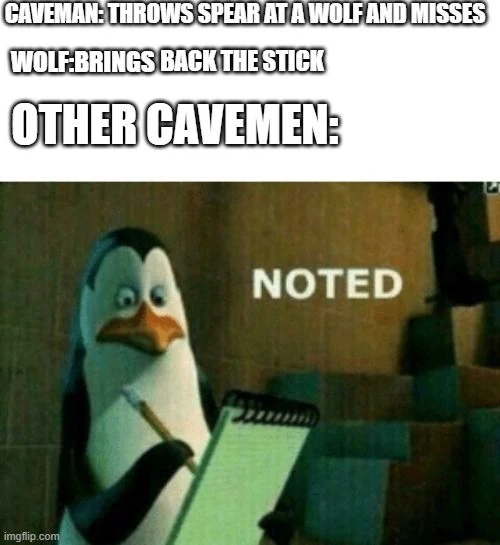 CAVEMAN: THROWS SPEAR AT A WOLF AND MISSES
WOLF:BRINGS BACK THE STICK
OTHER CAVEMEN:
NOTED
imgflip.com